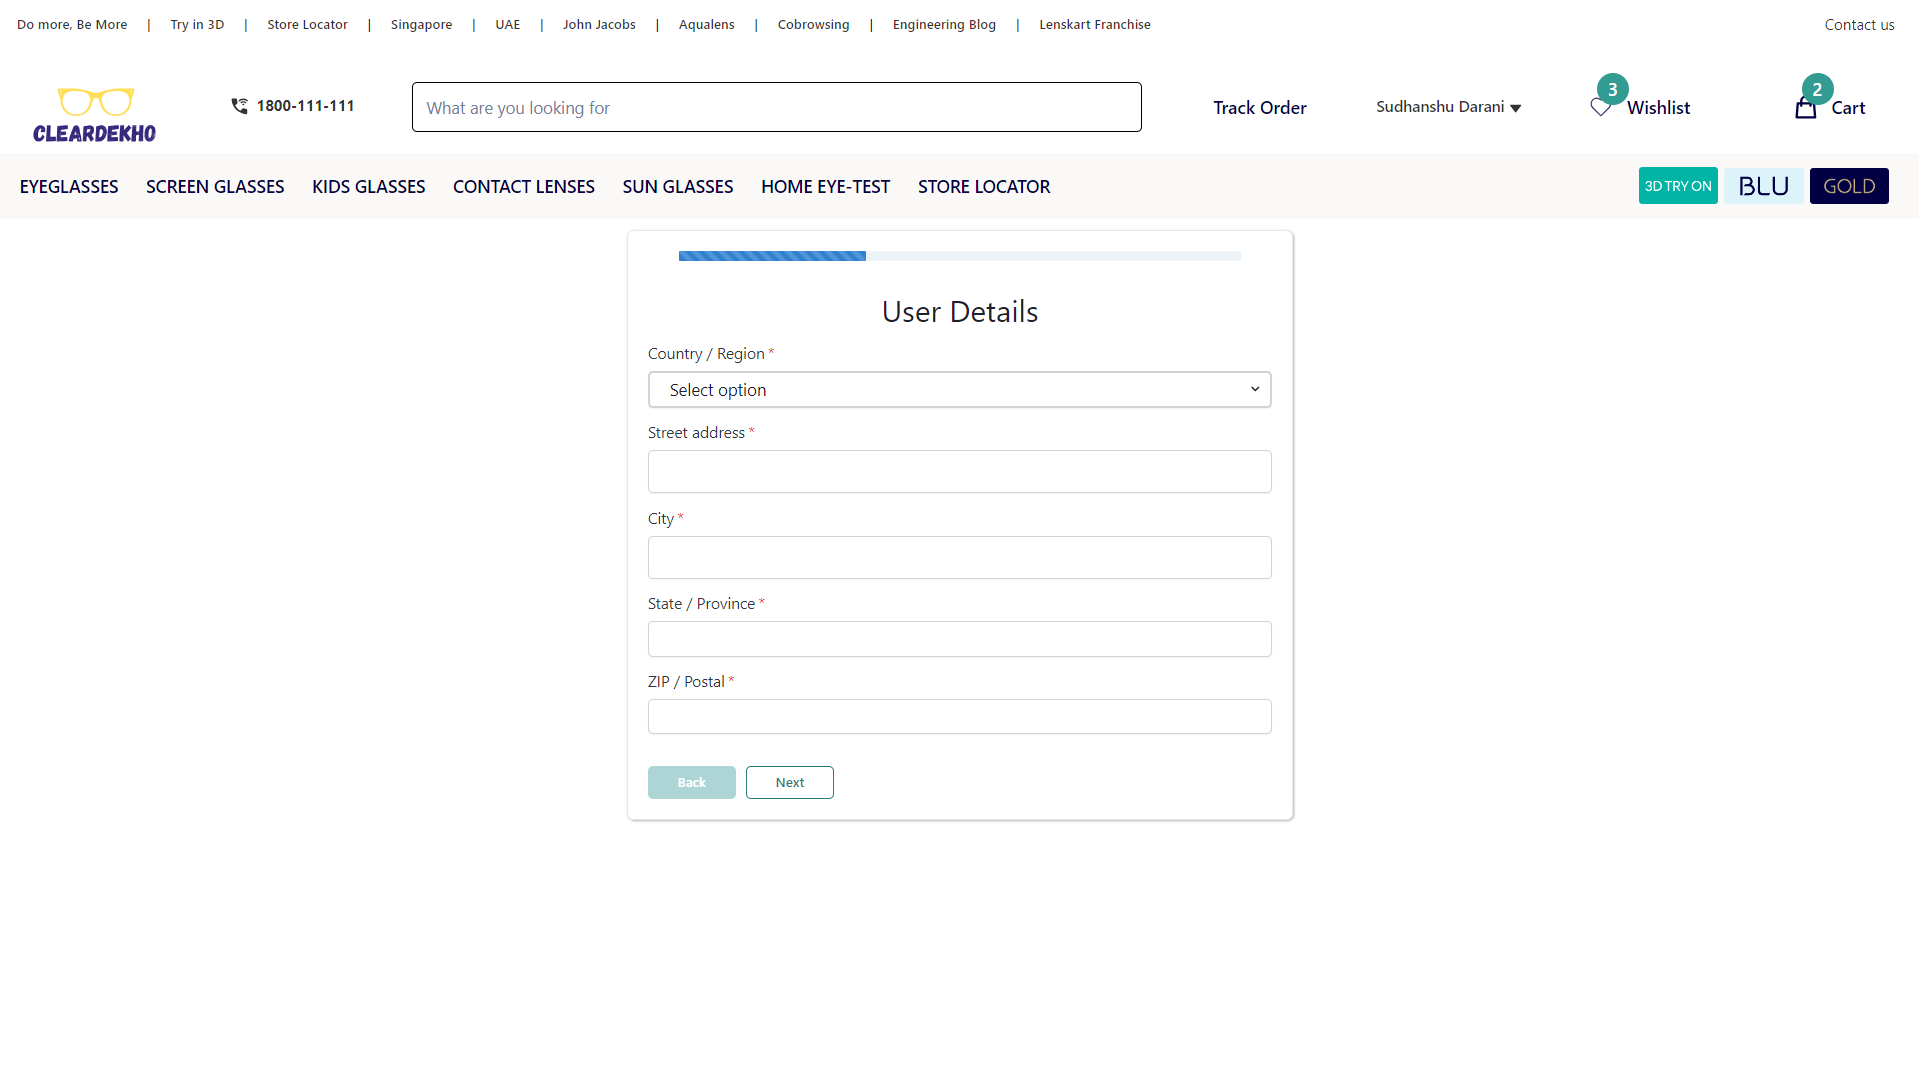 Do more, Be More | Try in 3D | Store Locator | Singapore | UAE | John Jacobs | Aqualens | Cobrowsing | Engineering Blog | Lenskart Franchise Contact us
CLEARDEKHO
1800-111-111
What are you looking for
Track Order
Sudhanshu Darani
3
Wishlist
2
Cart
EYEGLASSES SCREEN GLASSES KIDS GLASSES CONTACT LENSES SUN GLASSES HOME EYE-TEST STORE LOCATOR 3D TRY ON BLU GOLD
User Details
Country / Region *
Select option
Street address *
City *
State / Province *
ZIP / Postal *
Back Next